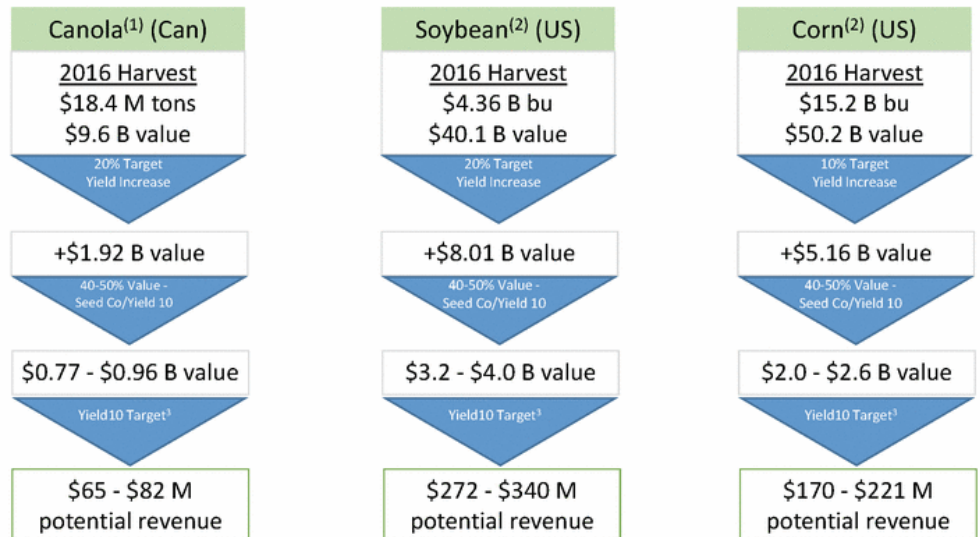 Canola(1) (Can)
2016 Harvest
$18.4 M tons
$9.6 B value
20% Target
Yield Increase
+$1.92 B value
40-50% Value -
Seed Co/Yield 10
$0.77 - $0.96 B value
Yield10 Target³
$65 - $82 M
potential revenue
Soybean(2) (US)
2016 Harvest
$4.36 B bu
$40.1 B value
20% Target
Yield Increase
+$8.01 B value
40-50% Value -
Seed Co/Yield 10
$3.2 - $4.0 B value
Yield10 Target³
$272 - $340 M
potential revenue
Corn(2) (US)
2016 Harvest
$15.2 B bu
$50.2 B value
10% Target
Yield Increase
+$5.16 B value
40-50% Value -
Seed Co/Yield 10
$2.0 - $2.6 B value
Yield10 Target³
$170 - $221 M
potential revenue